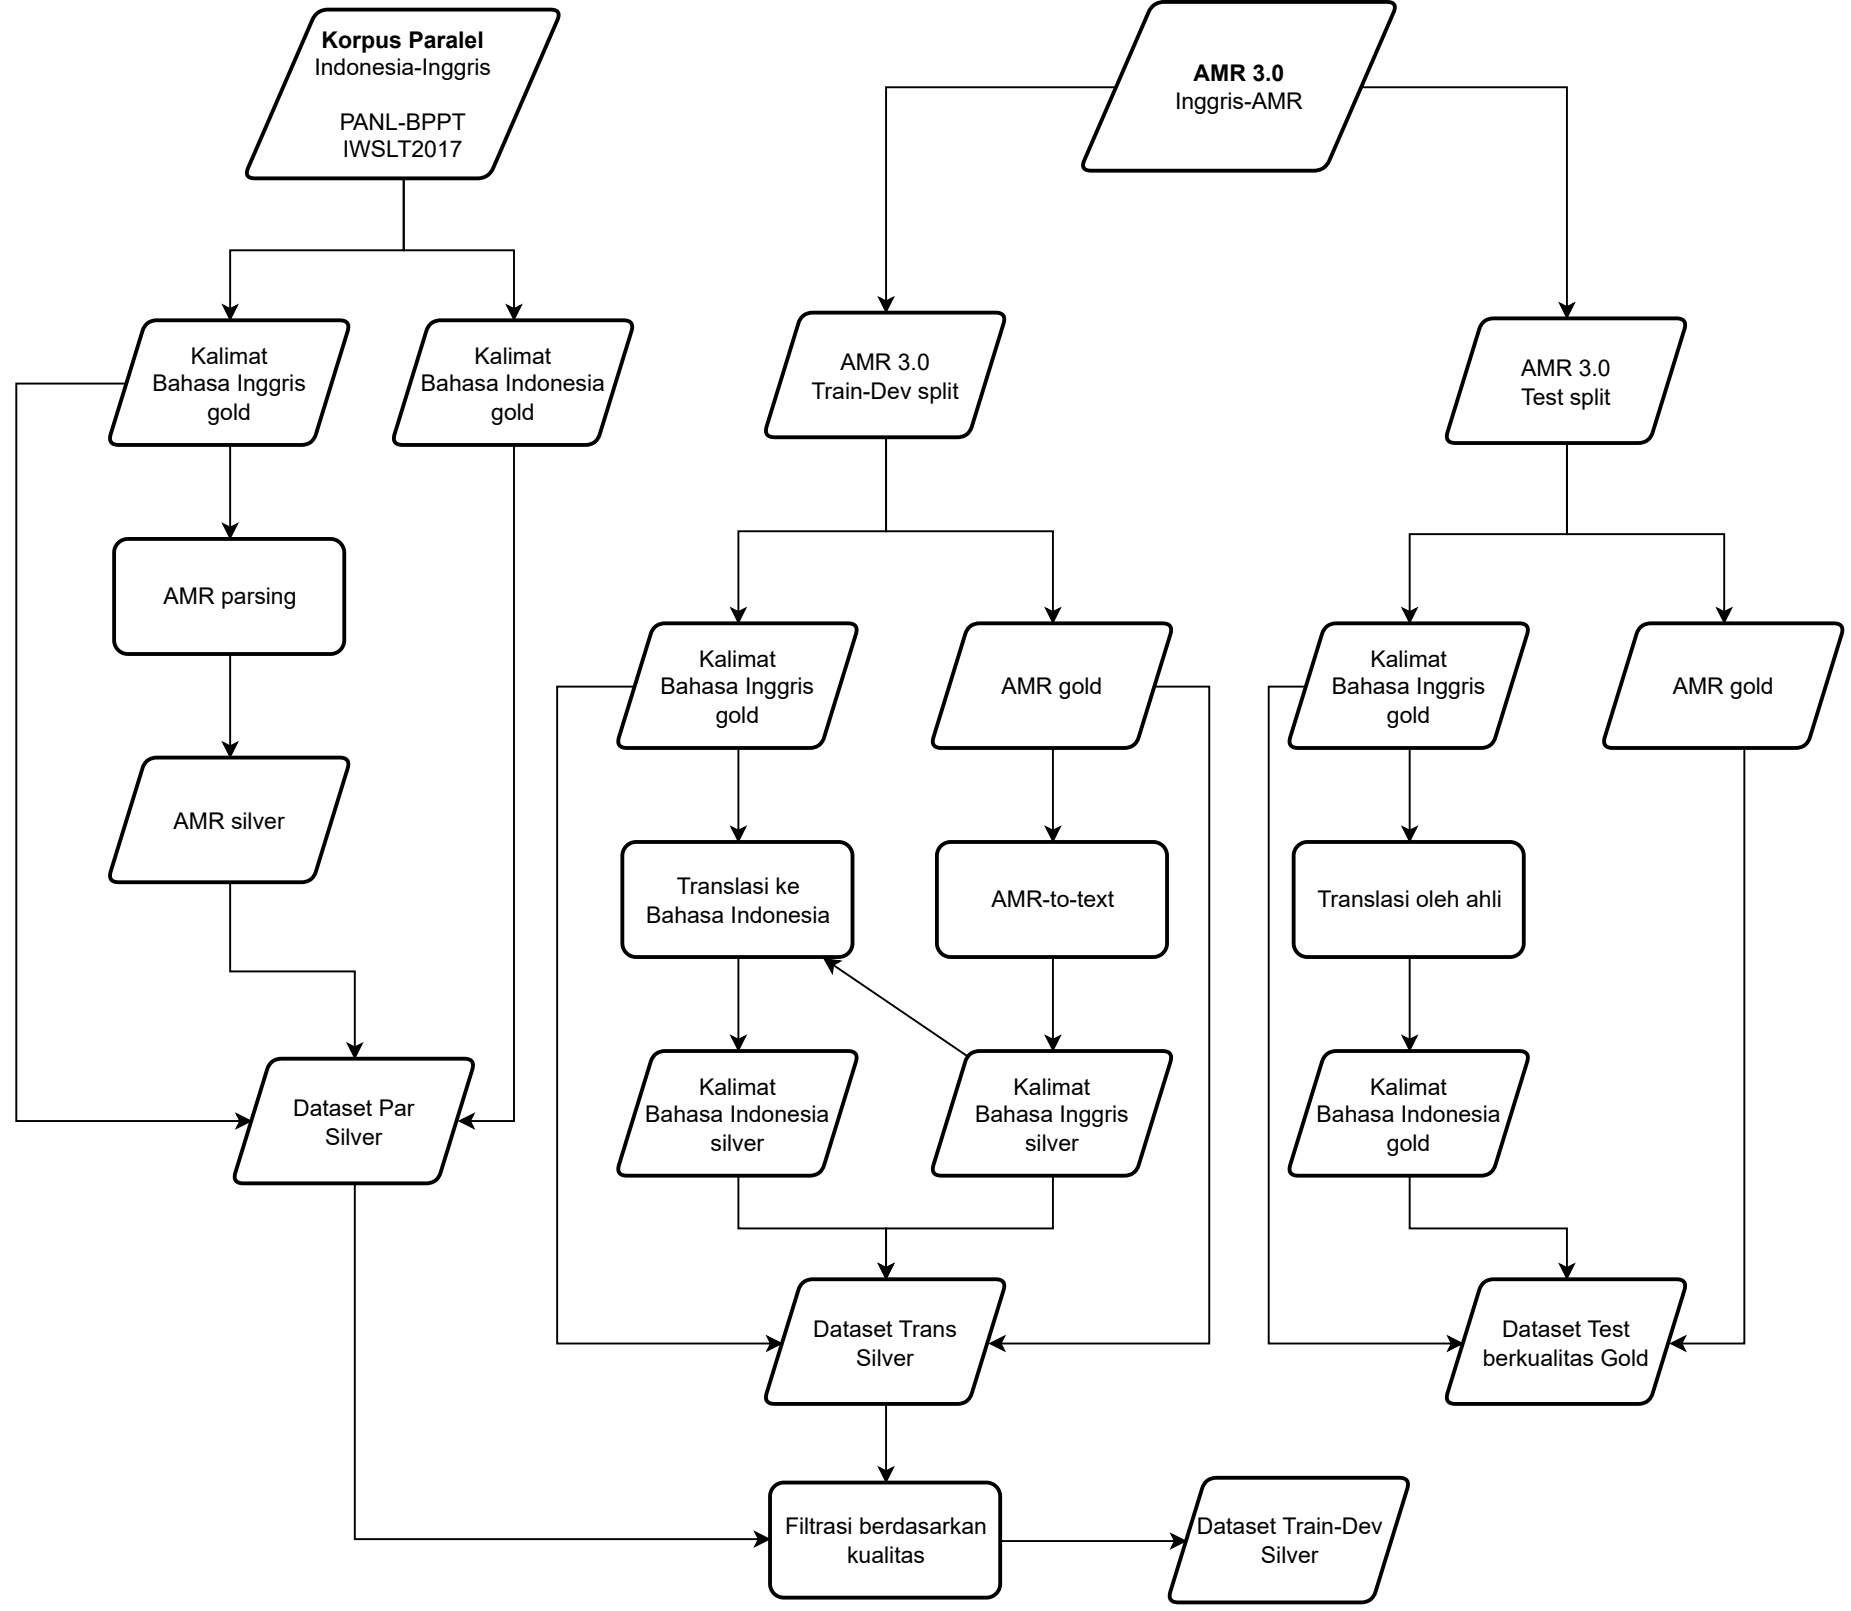 Korpus Paralel
Indonesia-Inggris
PANL-BPPT
IWSLT2017
AMR 3.0
Inggris-AMR
Kalimat
Bahasa Inggris
gold
Kalimat
Bahasa Indonesia
gold
AMR 3.0
Train-Dev split
AMR 3.0
Test split
AMR parsing
Kalimat
Bahasa Inggris
gold
AMR gold
Kalimat
Bahasa Inggris
gold
AMR gold
AMR silver
Translasi ke
Bahasa Indonesia
AMR-to-text
Translasi oleh ahli
Dataset Par
Silver
Kalimat
Bahasa Indonesia
silver
Kalimat
Bahasa Inggris
silver
Kalimat
Bahasa Indonesia
gold
Dataset Trans
Silver
Dataset Test
berkualitas Gold
Filtrasi berdasarkan
kualitas
Dataset Train-Dev
Silver